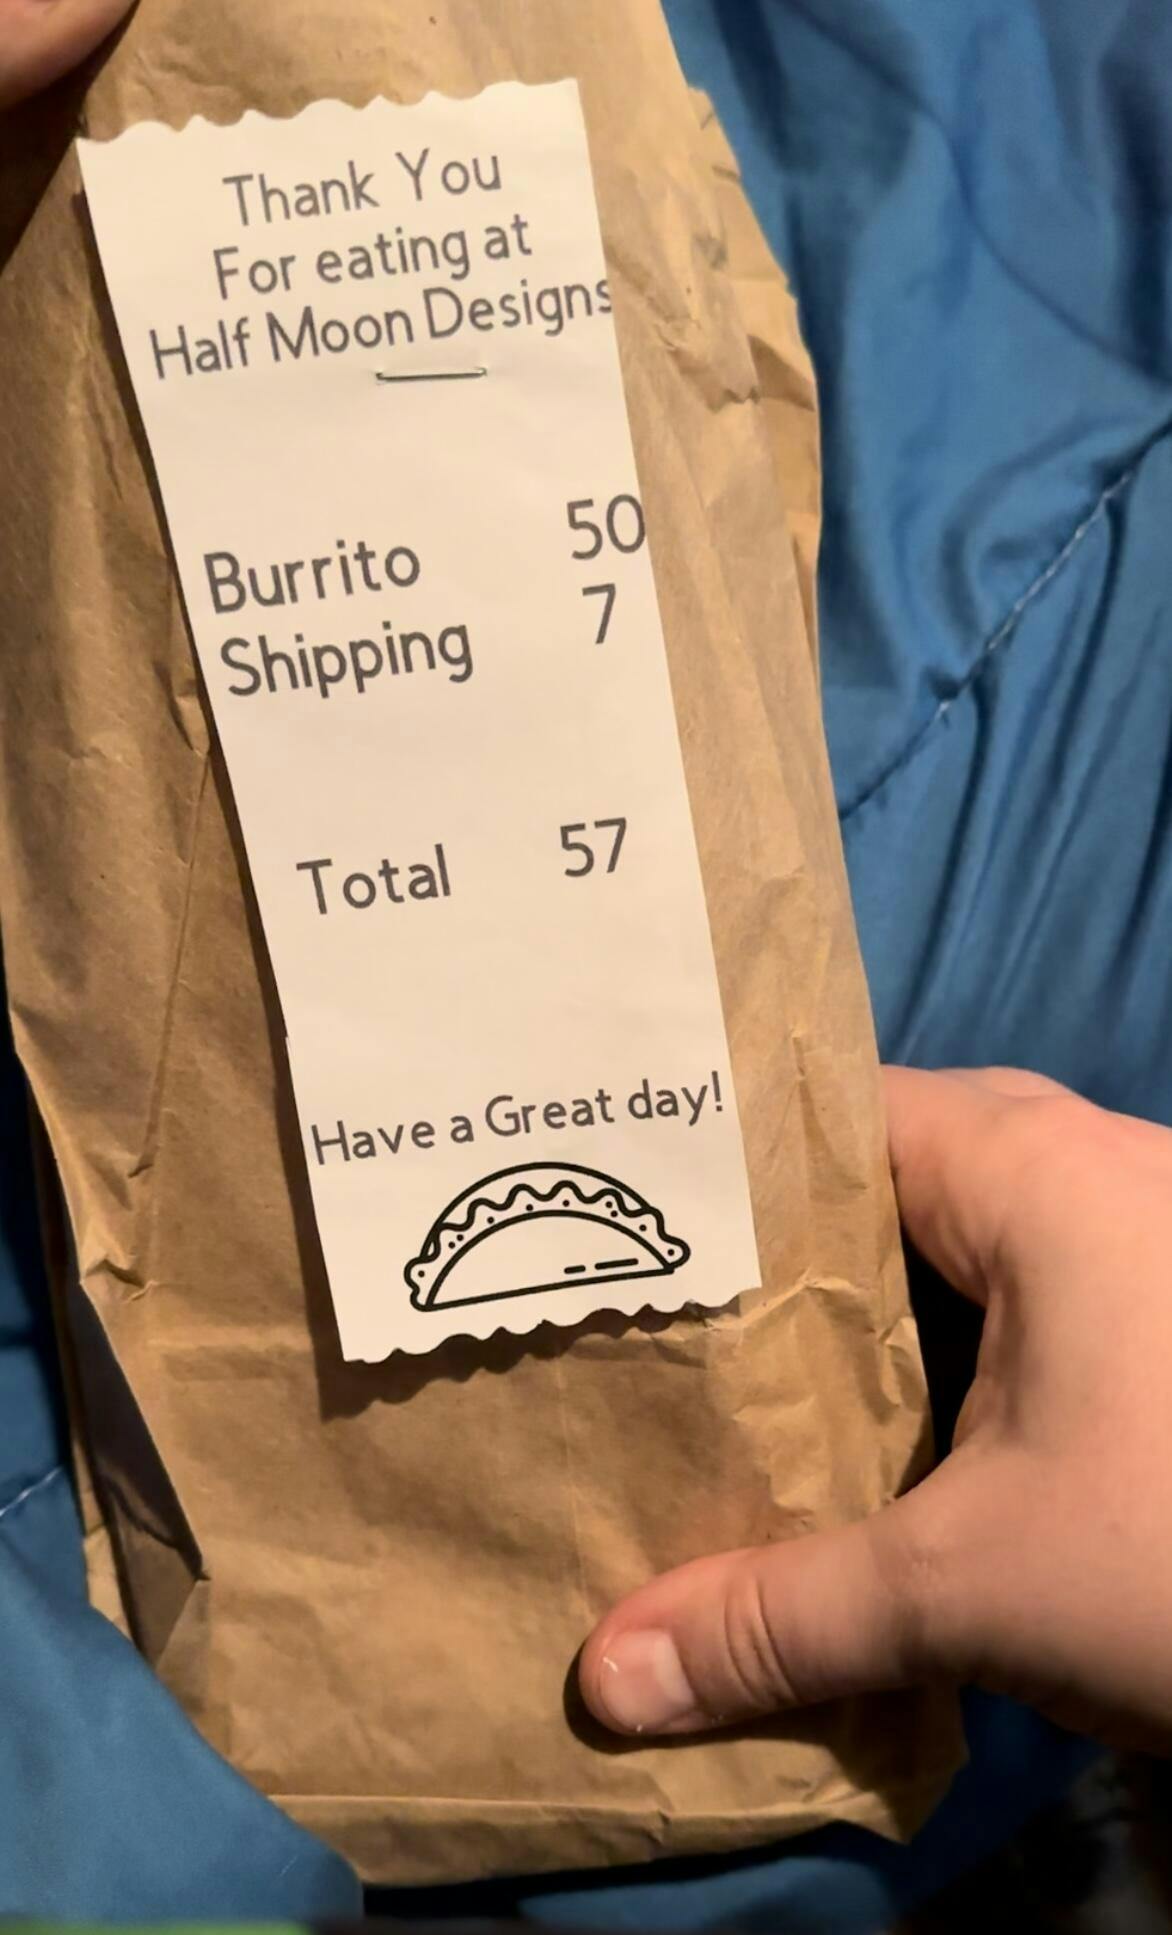 Thank You
For eating at
Half Moon Designs
Burrito 50
Shipping 7
Total 57
Have a Great day!